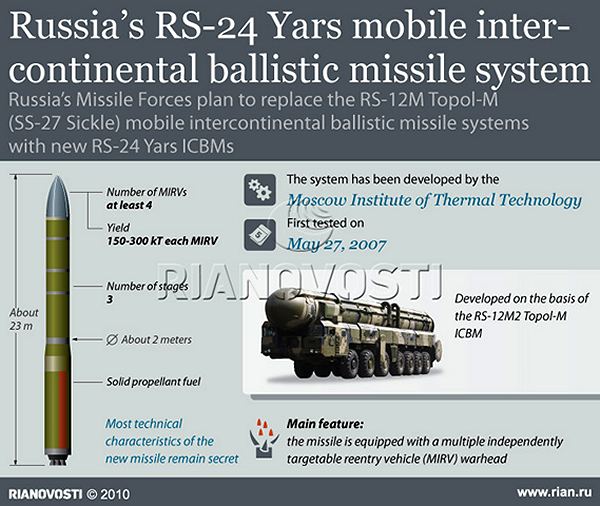 Russia's RS-24 Yars mobile inter-
continental ballistic missile system
Russia's Missile Forces plan to replace the RS-12M Topol-M
(SS-27 Sickle) mobile intercontinental ballistic missile systems
with new RS-24 Yars ICBMs
About
23 m
Number of MIRVs
at least 4
Yield
150-300 kT each MIRV
Number of stages
3
Ø About 2 meters
Solid propellant fuel
Most technical
characteristics of the
new missile remain secret
The system has been developed by the
Moscow Institute of Thermal Technology
5
First tested on
May 27, 2007
RIANOVOSTI
Developed on the basis of
the RS-12M2 Topol-M
ICBM
Main feature:
the missile is equipped with a multiple independently
targetable reentry vehicle (MIRV) warhead
RIANOVOSTI © 2010
www.rian.ru